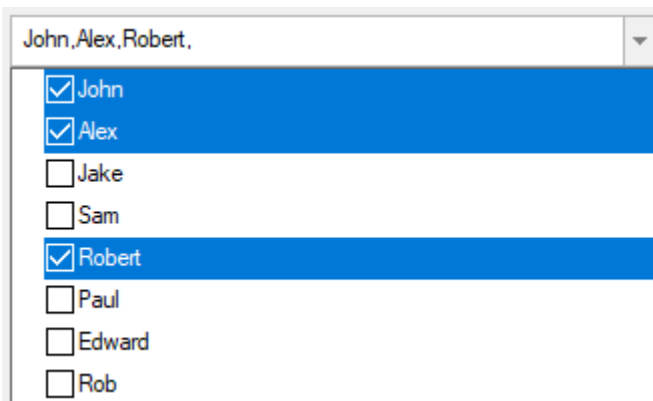 John,Alex,Robert,
John
Alex
Jake
Sam
Robert
Paul
Edward
Rob